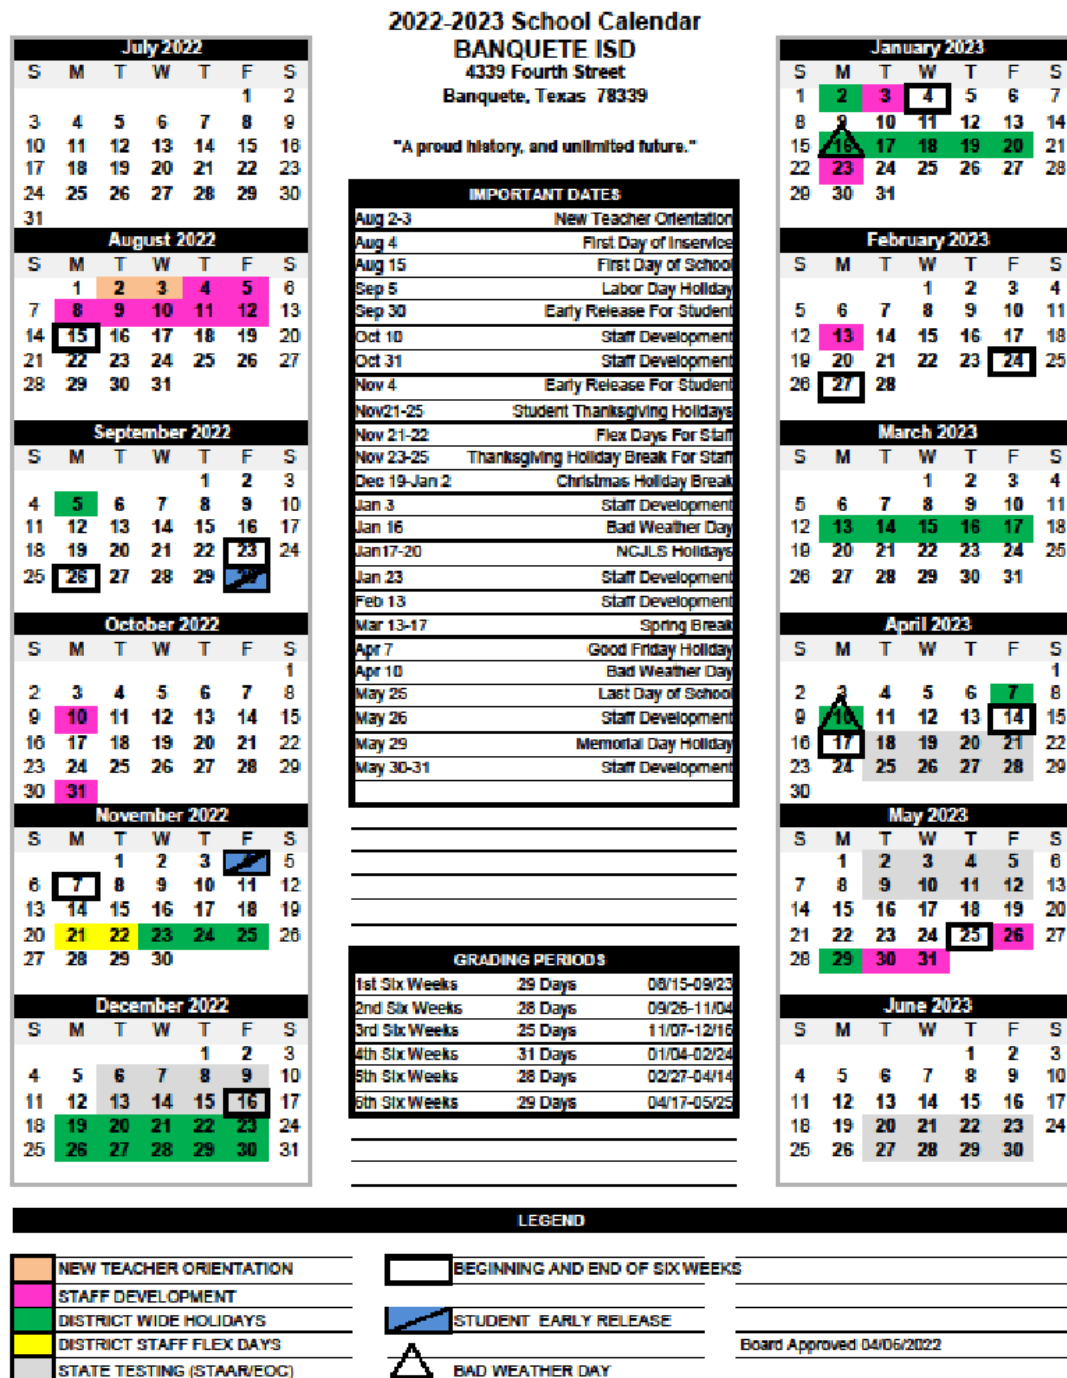 2022-2023 School Calendar
BANQUETE ISD
4339 Fourth Street
Banquete, Texas 78339
"A proud history, and unlimited future."
July 2022
S M T W T F S
1 2
3 4 5 6 7 8 9
10 11 12 13 14 15 16
17 18 19 20 21 22 23
24 25 26 27 28 29 30
31
August 2022
S M T W T F S
1 2 3 4 5 6
7 8 9 10 11 12 13
14 15 16 17 18 19 20
21 22 23 24 25 26 27
28 29 30 31
September 2022
S M T W T F S
1 2 3
4 5 6 7 8 9 10
11 12 13 14 15 16 17
18 19 20 21 22 23 24
25 26 27 28 29
October 2022
S M T W T F S
1
2 3 4 5 6 7 8
9 10 11 12 13 14 15
16 17 18 19 20 21 22
23 24 25 26 27 28 29
30 31
November 2022
S M T W T F S
1 2 3 5
6 7 8 9 10 11 12
13 14 15 16 17 18 19
20 21 22 23 24 25 26
27 28 29 30
December 2022
S M T W T F S
1 2 3
4 5 6 7 8 9 10
11 12 13 14 15 16 17
18 19 20 21 22 23 24
25 26 27 28 29 30 31
IMPORTANT DATES
Aug 2-3 New Teacher Orientation
Aug 4 First Day of Inservice
Aug 15 First Day of School
Sep 5 Labor Day Holiday
Sep 30 Early Release For Student
Oct 10 Staff Development
Oct 31 Staff Development
Nov 4 Early Release For Student
Nov21-25 Student Thanksgiving Holidays
Nov 21-22 Flex Days For Staff
Nov 23-25 Thanksgiving Holiday Break For Staff
Dec 19-Jan 2 Christmas Holiday Break
Jan 3 Staff Development
Jan 16 Bad Weather Day
Jan17-20 NCJLS Holidays
Jan 23 Staff Development
Feb 13 Staff Development
Mar 13-17 Spring Break
Apr 7 Good Friday Holiday
Apr 10 Bad Weather Day
May 25 Last Day of School
May 26 Staff Development
May 29 Memorial Day Holiday
May 30-31 Staff Development
GRADING PERIODS
1st Six Weeks 29 Days 08/15-09/23
2nd Six Weeks 28 Days 09/26-11/04
3rd Six Weeks 25 Days 11/07-12/16
4th Six Weeks 31 Days 01/04-02/24
5th Six Weeks 28 Days 02/27-04/14
6th Six Weeks 29 Days 04/17-05/25
January 2023
S M T W T F S
1 2 3 4 5 6 7
8 9 10 11 12 13 14
15 16 17 18 19 20 21
22 23 24 25 26 27 28
29 30 31
February 2023
S M T W T F S
1 2 3 4
5 6 7 8 9 10 11
12 13 14 15 16 17 18
19 20 21 22 23 24 25
26 27 28
March 2023
S M T W T F S
1 2 3 4
5 6 7 8 9 10 11
12 13 14 15 16 17 18
19 20 21 22 23 24 25
26 27 28 29 30 31
April 2023
S M T W T F S
1
2 3 4 5 6 7 8
9 10 11 12 13 14 15
16 17 18 19 20 21 22
23 24 25 26 27 28 29
30
May 2023
S M T W T F S
1 2 3 4 5 6
7 8 9 10 11 12 13
14 15 16 17 18 19 20
21 22 23 24 25 26 27
28 29 30 31
June 2023
S M T W T F S
1 2 3
4 5 6 7 8 9 10
11 12 13 14 15 16 17
18 19 20 21 22 23 24
25 26 27 28 29 30
LEGEND
NEW TEACHER ORIENTATION
STAFF DEVELOPMENT
DISTRICT WIDE HOLIDAYS
DISTRICT STAFF FLEX DAYS
STATE TESTING (STAAR/EOC)
BEGINNING AND END OF SIX WEEKS
STUDENT EARLY RELEASE
BAD WEATHER DAY
Board Approved 04/06/2022